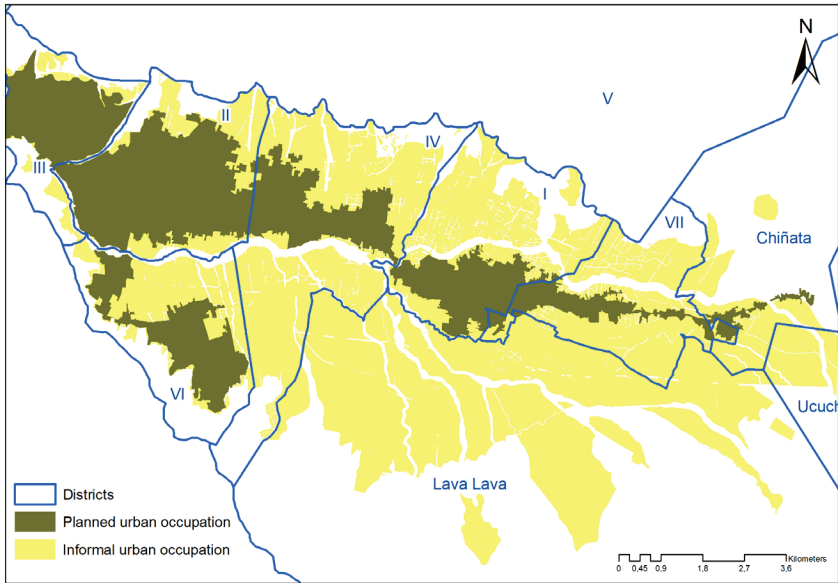 N
V
II
IV
III
I
VII
Chiñata
VI
Ucuch
Lava Lava
Districts
Planned urban occupation
Informal urban occupation
Kilometers
0 0,45 0,9 1,8 2,7 3,6